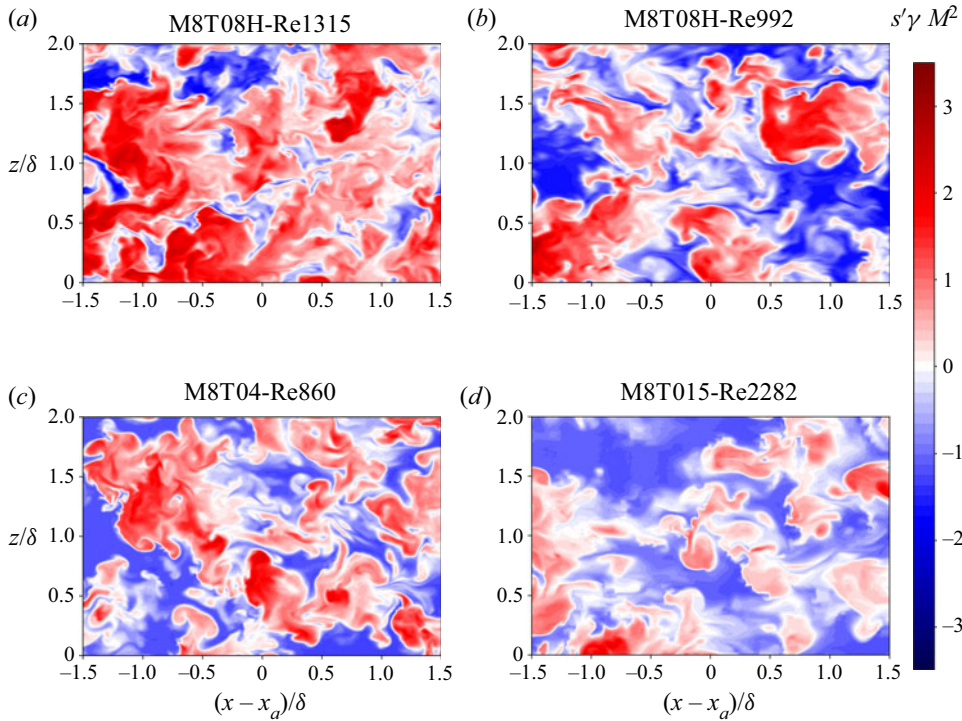 (a) M8T08H-Re1315
2.0
1.5
z/δ 1.0
0.5
0
−1.5 −1.0 −0.5 0 0.5 1.0 1.5
(b) M8T08H-Re992
2.0
1.5
1.0
0.5
0
−1.5 −1.0 −0.5 0 0.5 1.0 1.5
s′γ M²
3
2
1
0
−1
−2
−3
(c) M8T04-Re860
2.0
1.5
z/δ 1.0
0.5
0
−1.5 −1.0 −0.5 0 0.5 1.0 1.5
(x – xₐ)/δ
(d) M8T015-Re2282
2.0
1.5
1.0
0.5
0
−1.5 −1.0 −0.5 0 0.5 1.0 1.5
(x – xₐ)/δ